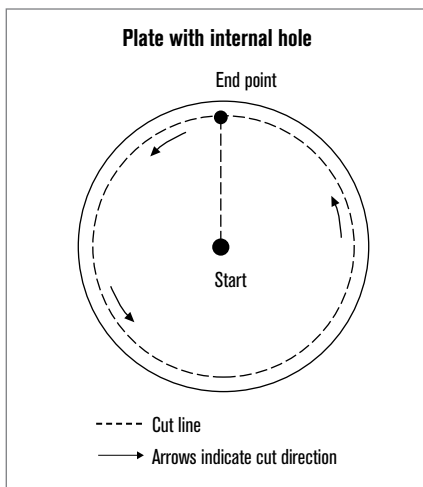 Plate with internal hole
End point
Start
Cut line
Arrows indicate cut direction